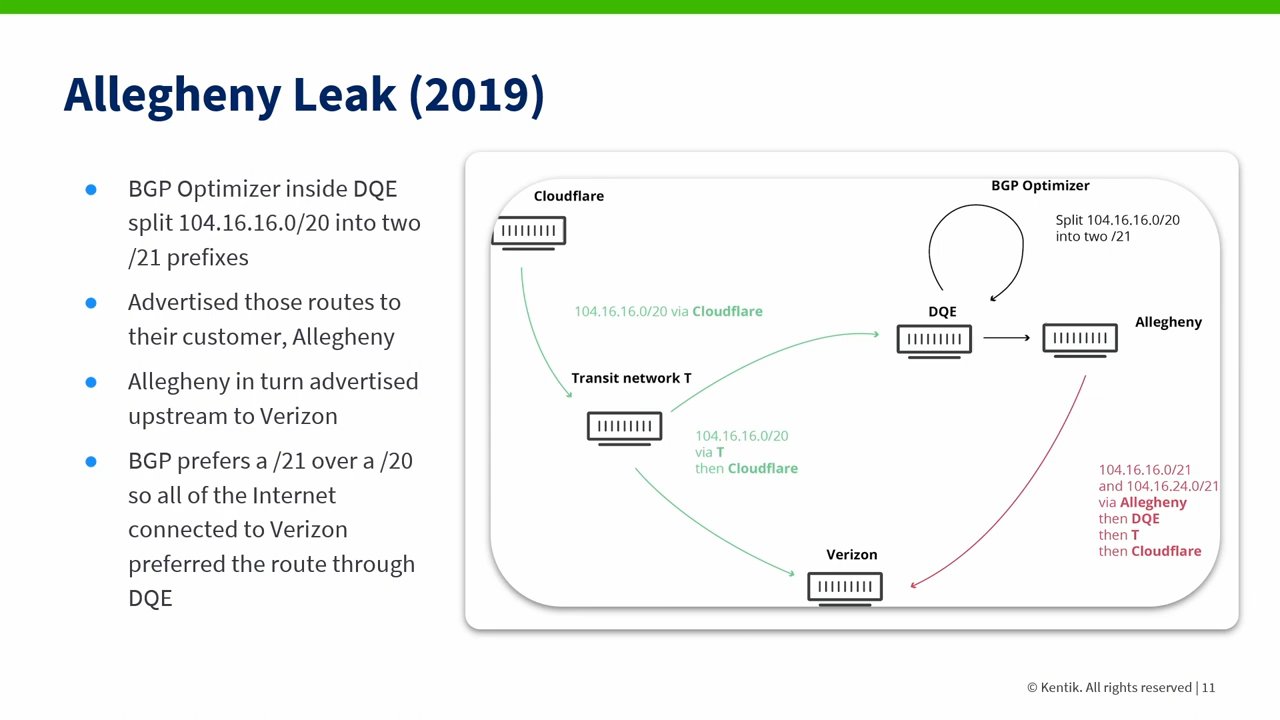 Allegheny Leak (2019)
● BGP Optimizer inside DQE
split 104.16.16.0/20 into two
/21 prefixes
● Advertised those routes to
their customer, Allegheny
● Allegheny in turn advertised
upstream to Verizon
● BGP prefers a /21 over a /20
so all of the Internet
connected to Verizon
preferred the route through
DQE
Cloudflare
BGP Optimizer
Split 104.16.16.0/20
into two /21
104.16.16.0/20 via Cloudflare
DQE
Allegheny
Transit network T
104.16.16.0/20
via T
then Cloudflare
104.16.16.0/21
and 104.16.24.0/21
via Allegheny
then DQE
then T
then Cloudflare
Verizon
© Kentik. All rights reserved | 11